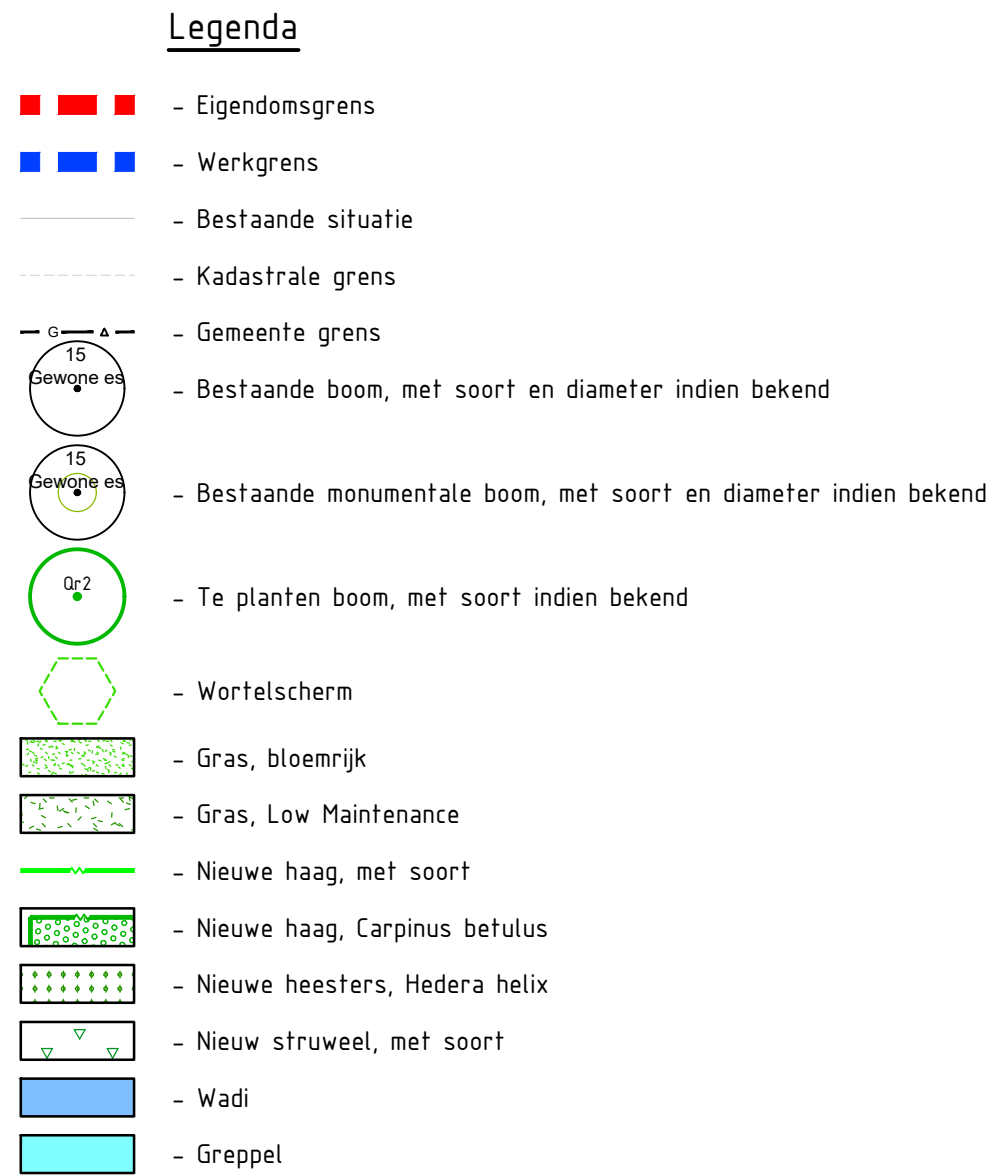 Legenda
- Eigendomsgrens
- Werkgrens
- Bestaande situatie
- Kadastrale grens
G
- Gemeente grens
15
Gewone es
- Bestaande boom, met soort en diameter indien bekend
15
Gewone es
- Bestaande monumentale boom, met soort en diameter indien bekend
Qr2
- Te planten boom, met soort indien bekend
- Wortelscherm
- Gras, bloemrijk
- Gras, Low Maintenance
- Nieuwe haag, met soort
- Nieuwe haag, Carpinus betulus
- Nieuwe heesters, Hedera helix
- Nieuw struweel, met soort
- Wadi
- Greppel